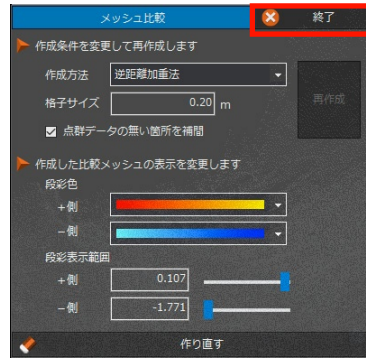 メッシュ比較 終了
作成条件を変更して再作成します
作成方法 逆距離加重法
格子サイズ 0.20 m 再作成
点群データの無い箇所を補間
作成した比較メッシュの表示を変更します
段彩色
+側
-側
段彩表示範囲
+側 0.107
-側 -1.771
作り直す